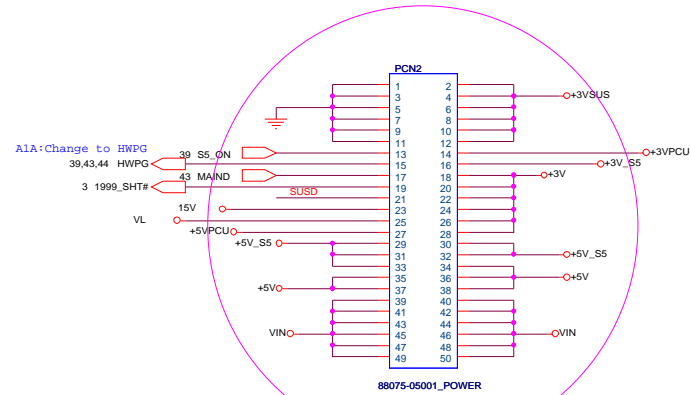 PCN2
1 2
3 4 +3VSUS
5 6
7 8
9 10
11 12
A1A:Change to HWPG
39 S5_ON 13 14 +3VPCU
39,43,44 HWPG 15 16 +3V_S5
43 MAIND 17 18 +3V
3 1999_SHT# 19 20
SUSD 21 22
15V 23 24
VL 25 26
+5VPCU 27 28
+5V_S5 29 30
31 32 +5V_S5
33 34
35 36 +5V
+5V 37 38
39 40
41 42
43 44
VIN 45 46 VIN
47 48
49 50
88075-05001_POWER